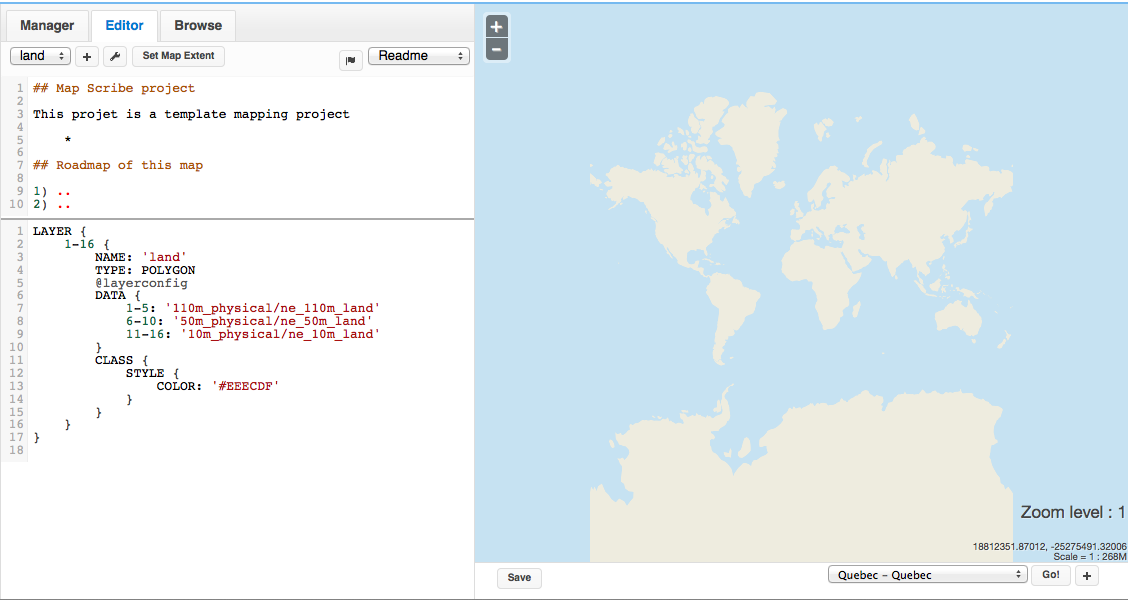 Manager Editor Browse
land + Set Map Extent Readme
1 ## Map Scribe project
2
3 This projet is a template mapping project
4
5 *
6
7 ## Roadmap of this map
8
9 1) ..
10 2) ..
1 LAYER {
2 1-16 {
3 NAME: 'land'
4 TYPE: POLYGON
5 @layerconfig
6 DATA {
7 1-5: '110m_physical/ne_110m_land'
8 6-10: '50m_physical/ne_50m_land'
9 11-16: '10m_physical/ne_10m_land'
10 }
11 CLASS {
12 STYLE {
13 COLOR: '#EEECDF'
14 }
15 }
16 }
17 }
18
+
−
Zoom level : 1
18812351.87012, -25275491.32006
Scale = 1 : 268M
Save Quebec - Quebec Go! +